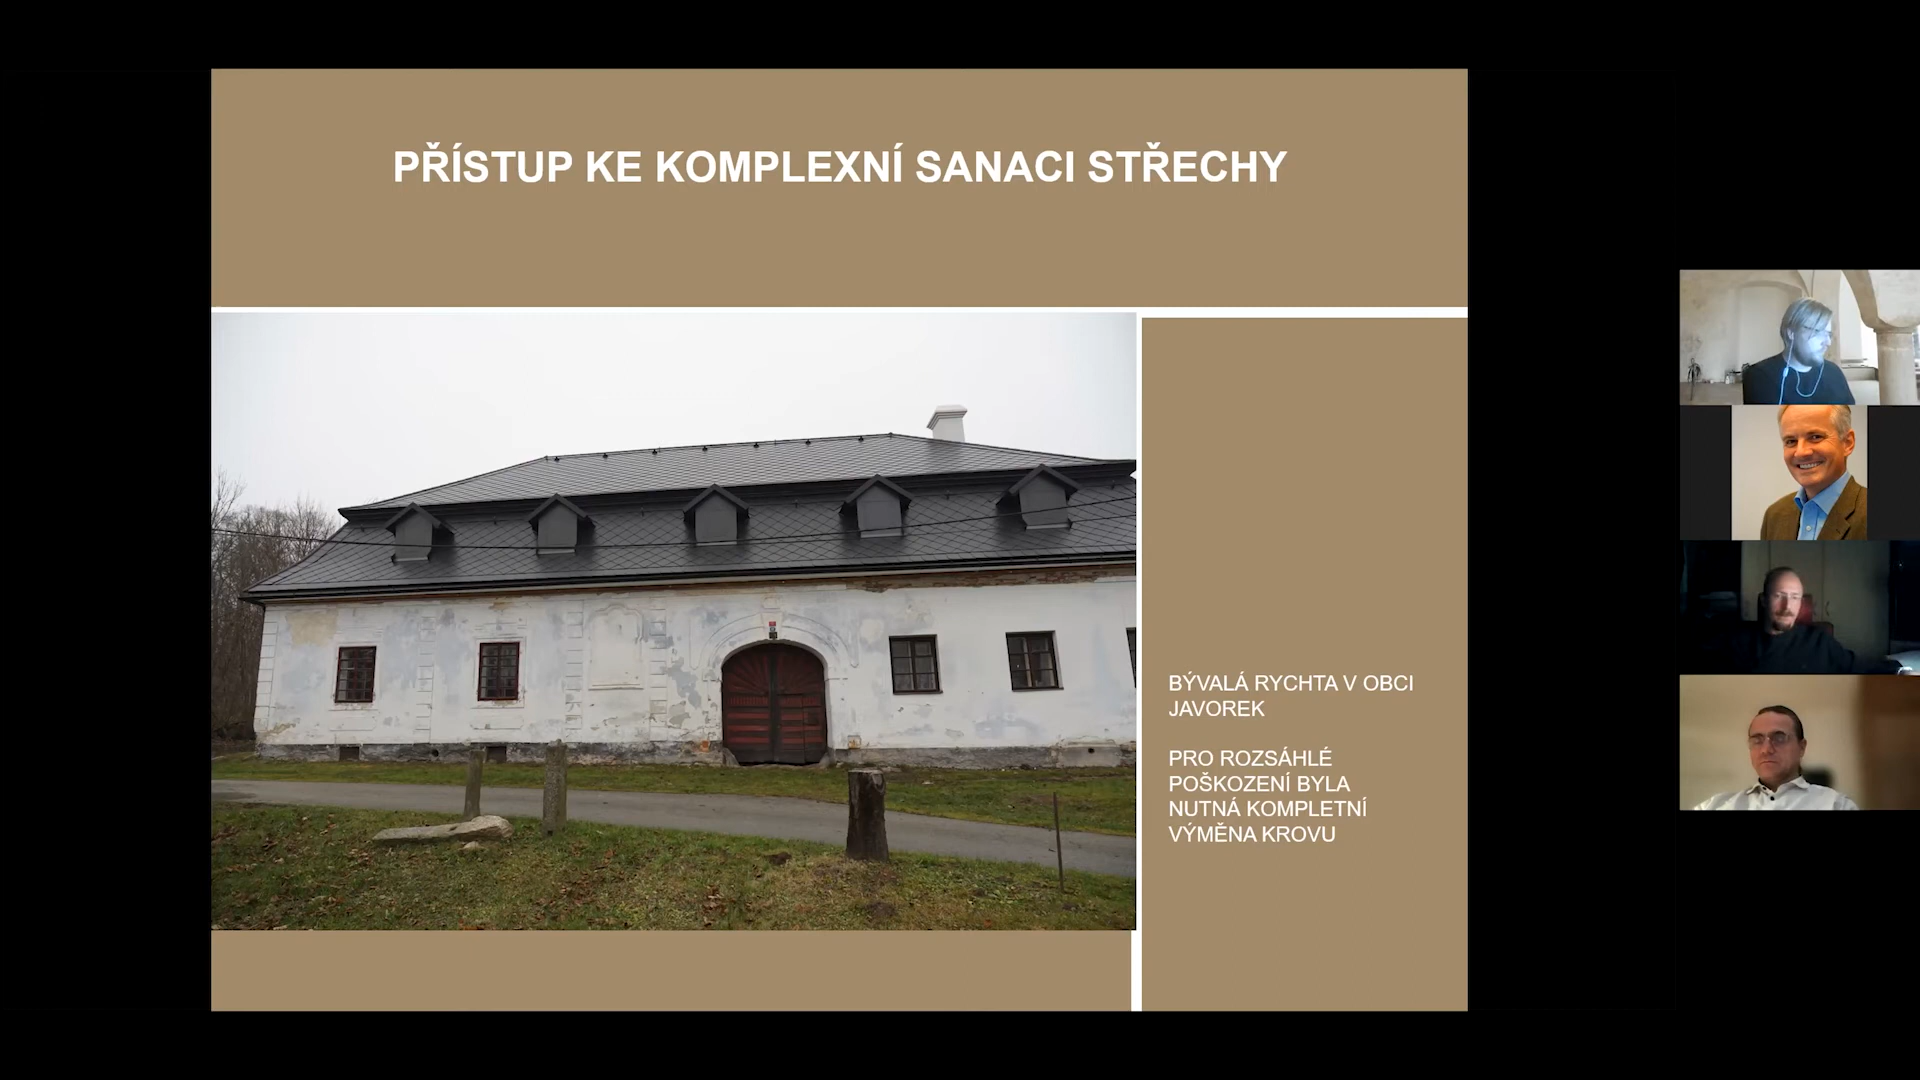 PŘÍSTUP KE KOMPLEXNÍ SANACI STŘECHY
BÝVALÁ RYCHTA V OBCI
JAVOREK
PRO ROZSÁHLÉ
POŠKOZENÍ BYLA
NUTNÁ KOMPLETNÍ
VÝMĚNA KROVU